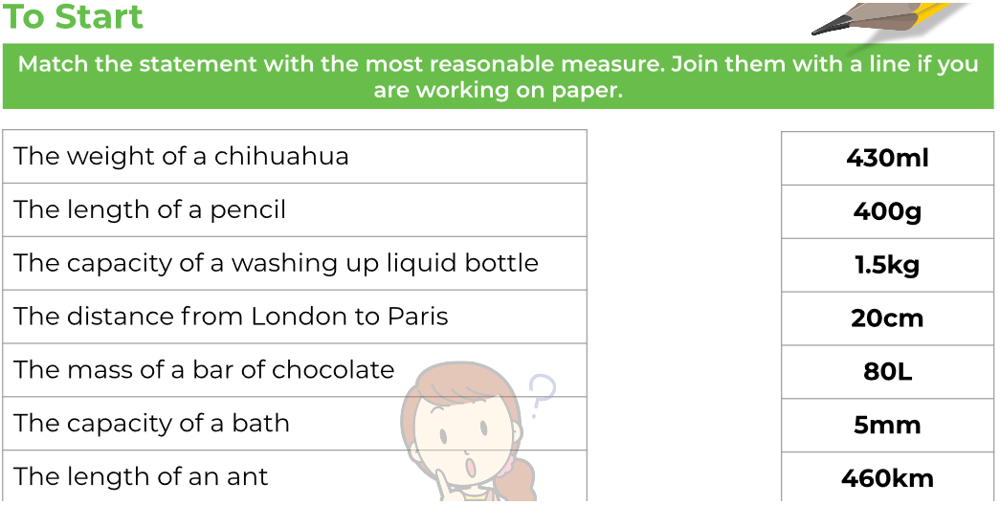 To Start
Match the statement with the most reasonable measure. Join them with a line if you
are working on paper.
The weight of a chihuahua
430ml
The length of a pencil
400g
The capacity of a washing up liquid bottle
1.5kg
The distance from London to Paris
20cm
The mass of a bar of chocolate
80L
The capacity of a bath
5mm
The length of an ant
460km
?